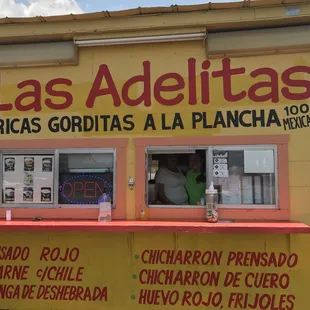 Las Adelitas
RICAS GORDITAS A LA PLANCHA 100%
MEXICA
OPEN
SADO ROJO
ARNE C/CHILE
NGA DE DESHEBRADA
CHICHARRON PRENSADO
CHICHARRON DE CUERO
HUEVO ROJO, FRIJOLES